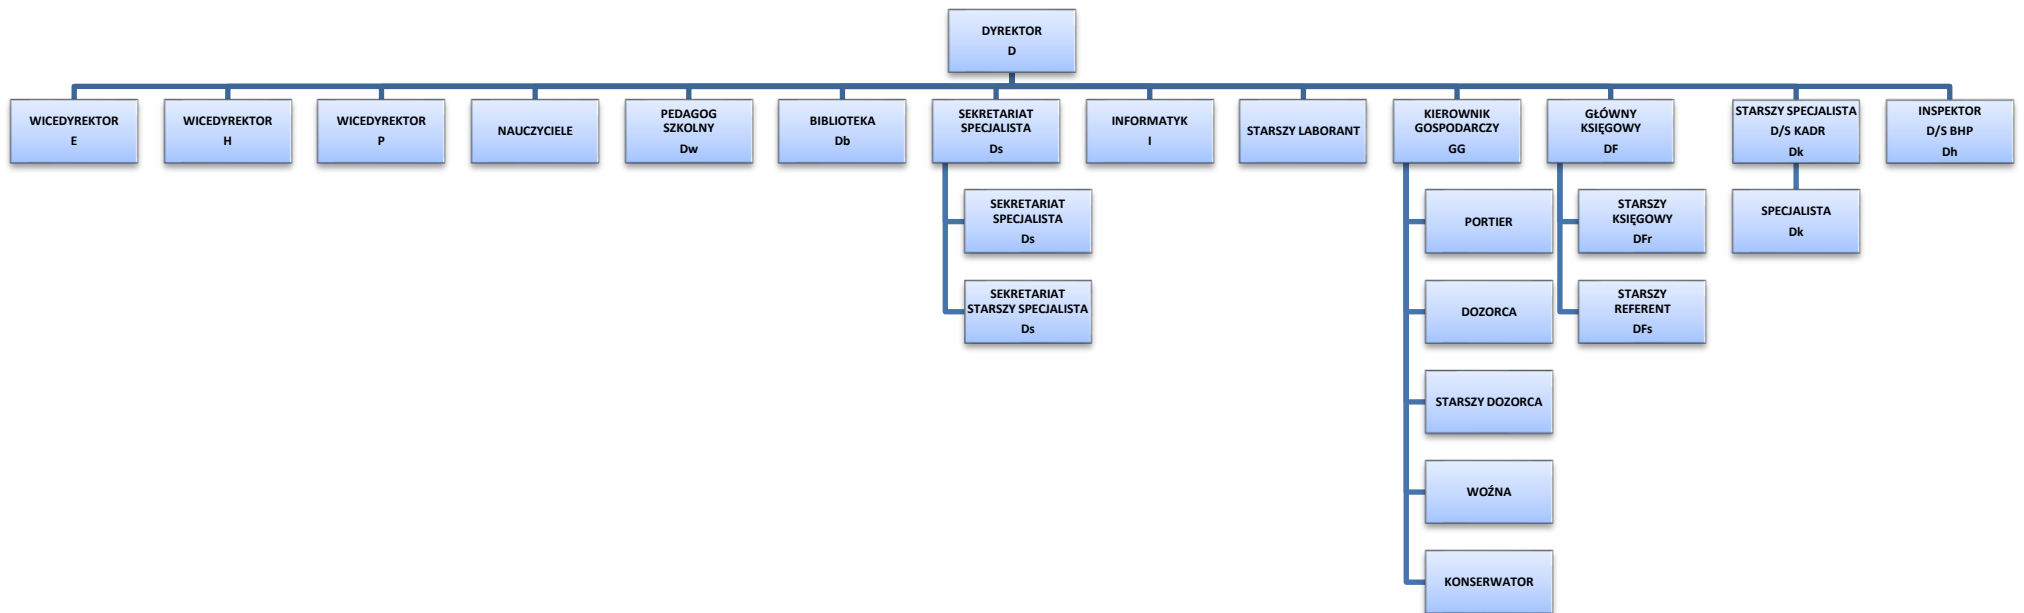 DYREKTOR
D
WICEDYREKTOR
E
WICEDYREKTOR
H
WICEDYREKTOR
P
NAUCZYCIELE
PEDAGOG
SZKOLNY
Dw
BIBLIOTEKA
Db
SEKRETARIAT
SPECJALISTA
Ds
INFORMATYK
I
STARSZY LABORANT
KIEROWNIK
GOSPODARCZY
GG
GŁÓWNY
KSIĘGOWY
DF
STARSZY SPECJALISTA
D/S KADR
Dk
INSPEKTOR
D/S BHP
Dh
SEKRETARIAT
SPECJALISTA
Ds
SEKRETARIAT
STARSZY SPECJALISTA
Ds
PORTIER
DOZORCA
STARSZY DOZORCA
WOŹNA
KONSERWATOR
STARSZY
KSIĘGOWY
DFr
STARSZY
REFERENT
DFs
SPECJALISTA
Dk